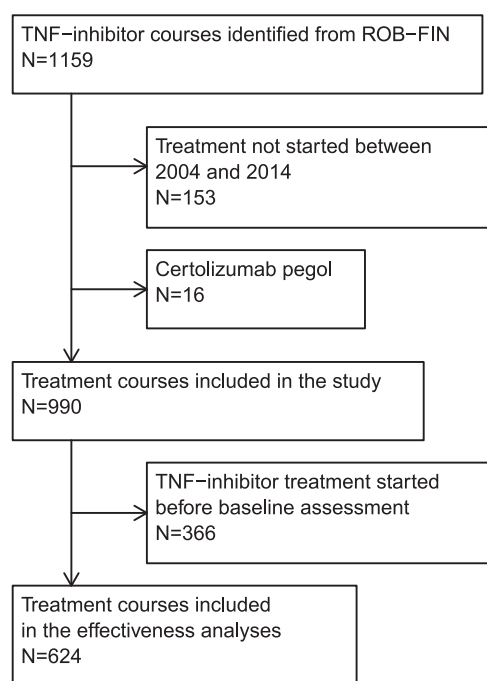 TNF−inhibitor courses identified from ROB−FIN
N=1159
Treatment not started between
2004 and 2014
N=153
Certolizumab pegol
N=16
Treatment courses included in the study
N=990
TNF−inhibitor treatment started
before baseline assessment
N=366
Treatment courses included
in the effectiveness analyses
N=624